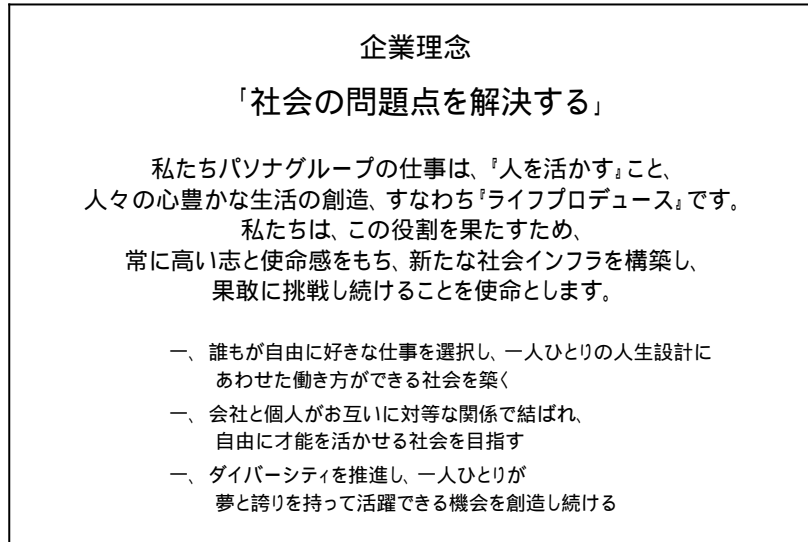 企業理念
「社会の問題点を解決する」
私たちパソナグループの仕事は、『人を活かす』こと、
人々の心豊かな生活の創造、すなわち『ライフプロデュース』です。
私たちは、この役割を果たすため、
常に高い志と使命感をもち、新たな社会インフラを構築し、
果敢に挑戦し続けることを使命とします。
一、誰もが自由に好きな仕事を選択し、一人ひとりの人生設計に
あわせた働き方ができる社会を築く
一、会社と個人がお互いに対等な関係で結ばれ、
自由に才能を活かせる社会を目指す
一、ダイバーシティを推進し、一人ひとりが
夢と誇りを持って活躍できる機会を創造し続ける